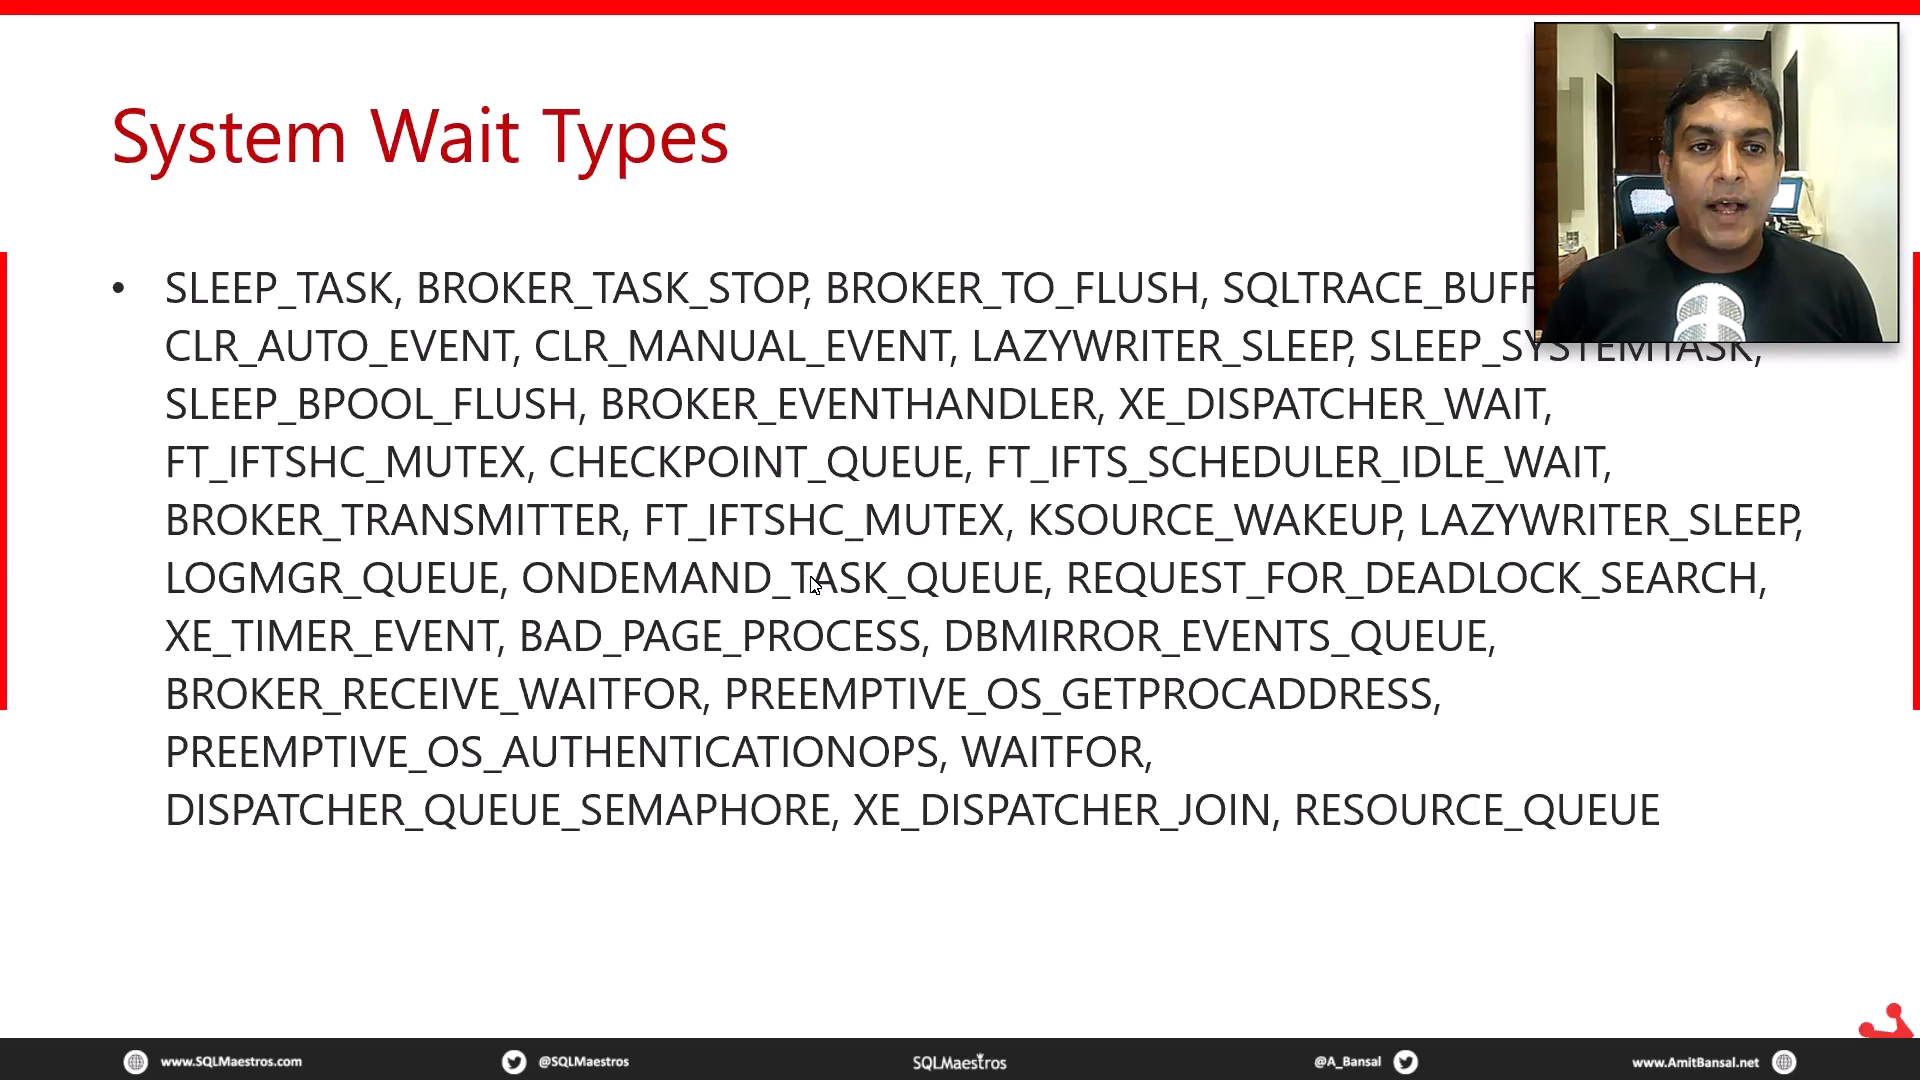 System Wait Types
• SLEEP_TASK, BROKER_TASK_STOP, BROKER_TO_FLUSH,
CLR_AUTO_EVENT, CLR_MANUAL_EVENT, LAZYWRITER_SLEEP, SLEEP_SYSTEMTASK,
SLEEP_BPOOL_FLUSH, BROKER_EVENTHANDLER, XE_DISPATCHER_WAIT,
FT_IFTSHC_MUTEX, CHECKPOINT_QUEUE, FT_IFTS_SCHEDULER_IDLE_WAIT,
BROKER_TRANSMITTER, FT_IFTSHC_MUTEX, KSOURCE_WAKEUP, LAZYWRITER_SLEEP,
LOGMGR_QUEUE, ONDEMAND_TASK_QUEUE, REQUEST_FOR_DEADLOCK_SEARCH,
XE_TIMER_EVENT, BAD_PAGE_PROCESS, DBMIRROR_EVENTS_QUEUE,
BROKER_RECEIVE_WAITFOR, PREEMPTIVE_OS_GETPROCADDRESS,
PREEMPTIVE_OS_AUTHENTICATIONOPS, WAITFOR,
DISPATCHER_QUEUE_SEMAPHORE, XE_DISPATCHER_JOIN, RESOURCE_QUEUE
www.SQLMaestros.com @SQLMaestros SQLMaestros @A_Bansal www.AmitBansal.net